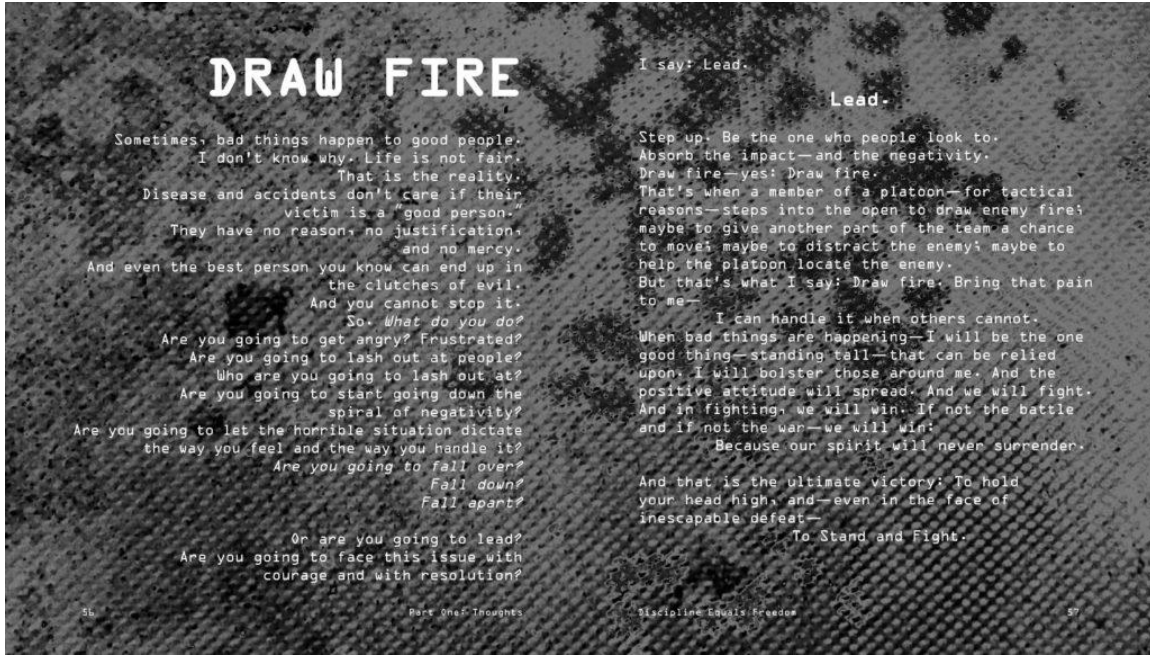 DRAW FIRE
Sometimes, bad things happen to good people.
I don't know why. Life is not fair.
That is the reality.
Disease and accidents don't care if their
victim is a "good person."
They have no reason, no justification,
and no mercy.
And even the best person you know can end up in
the clutches of evil.
And you cannot stop it.
So. What do you do?
Are you going to get angry? Frustrated?
Are you going to lash out at people?
Who are you going to lash out at?
Are you going to start going down the
spiral of negativity?
Are you going to let the horrible situation dictate
the way you feel and the way you handle it?
Are you going to fall over?
Fall down?
Fall apart?
Or are you going to lead?
Are you going to face this issue with
courage and with resolution?
56
Part One: Thoughts
I say: Lead.
Lead.
Step up. Be the one who people look to.
Absorb the impact—and the negativity.
Draw fire—yes: Draw fire.
That's when a member of a platoon—for tactical
reasons—steps into the open to draw enemy fire;
maybe to give another part of the team a chance
to move; maybe to distract the enemy; maybe to
help the platoon locate the enemy.
But that's what I say: Draw fire. Bring that pain
to me—
I can handle it when others cannot.
When bad things are happening—I will be the one
good thing—standing tall—that can be relied
upon. I will bolster those around me. And the
positive attitude will spread. And we will fight.
And in fighting, we will win. If not the battle
and if not the war—we will win:
Because our spirit will never surrender.
And that is the ultimate victory: To hold
your head high, and—even in the face of
inescapable defeat—
To Stand and Fight.
Discipline Equals Freedom
57